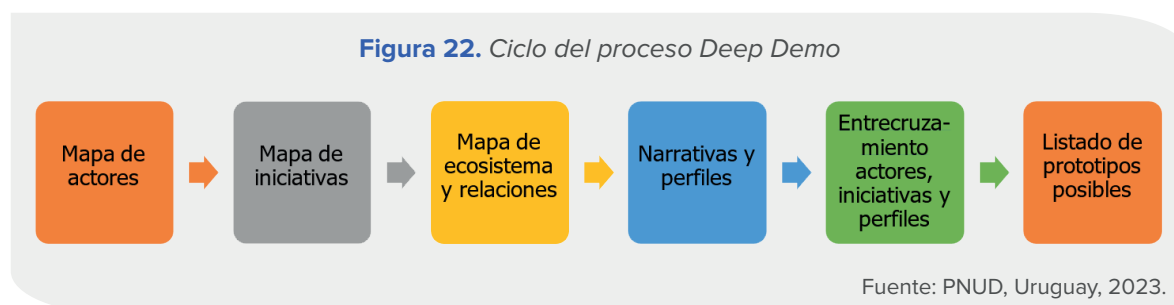 Figura 22. Ciclo del proceso Deep Demo
Mapa de
actores
Mapa de
iniciativas
Mapa de
ecosistema
y relaciones
Narrativas y
perfiles
Entrecruza-
miento
actores,
iniciativas y
perfiles
Listado de
prototipos
posibles
Fuente: PNUD, Uruguay, 2023.